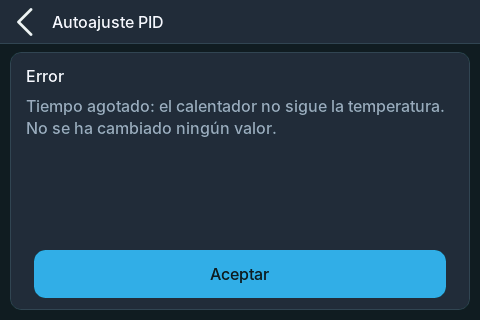 Autoajuste PID
Error
Tiempo agotado: el calentador no sigue la temperatura.
No se ha cambiado ningún valor.
Aceptar